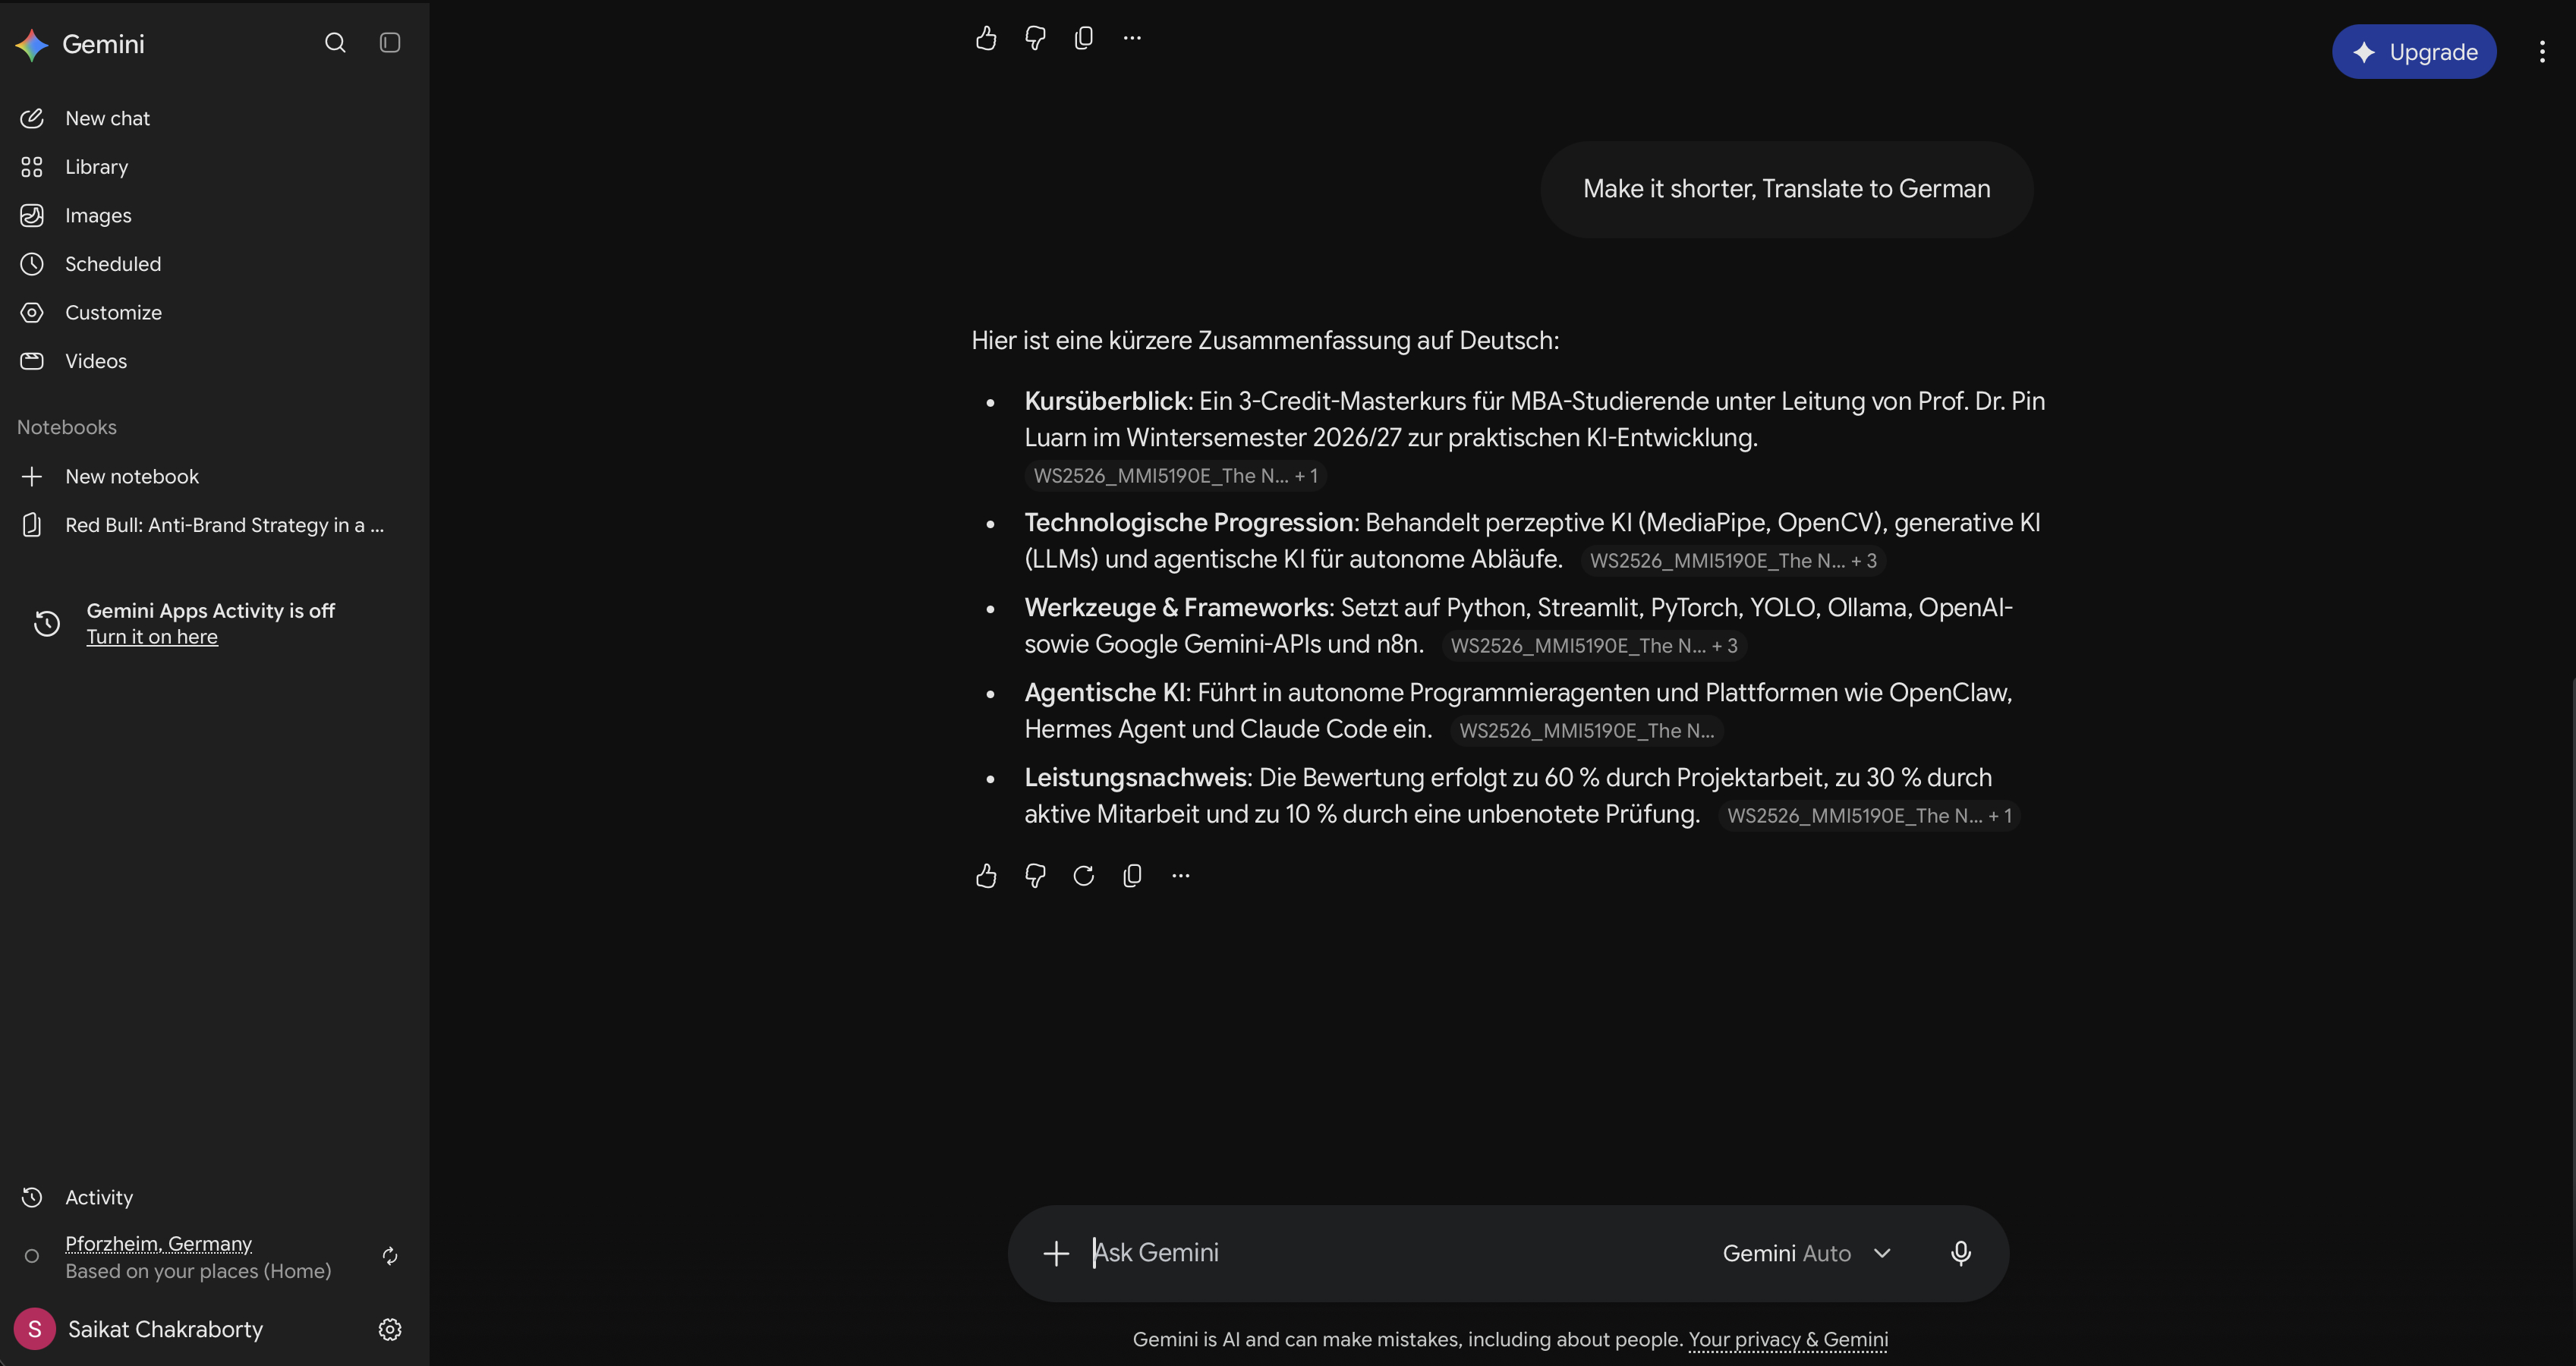 Gemini
New chat
Library
Images
Scheduled
Customize
Videos
Notebooks
New notebook
Red Bull: Anti-Brand Strategy in a ...
Gemini Apps Activity is off
Turn it on here
Activity
Pforzheim, Germany
Based on your places (Home)
S
Saikat Chakraborty
Upgrade
Make it shorter, Translate to German
Hier ist eine kürzere Zusammenfassung auf Deutsch:
• Kursüberblick: Ein 3-Credit-Masterkurs für MBA-Studierende unter Leitung von Prof. Dr. Pin
Luarn im Wintersemester 2026/27 zur praktischen KI-Entwicklung.
WS2526_MMI5190E_The N... + 1
• Technologische Progression: Behandelt perzeptive KI (MediaPipe, OpenCV), generative KI
(LLMs) und agentische KI für autonome Abläufe. WS2526_MMI5190E_The N... + 3
• Werkzeuge & Frameworks: Setzt auf Python, Streamlit, PyTorch, YOLO, Ollama, OpenAI-
sowie Google Gemini-APIs und n8n. WS2526_MMI5190E_The N... + 3
• Agentische KI: Führt in autonome Programmieragenten und Plattformen wie OpenClaw,
Hermes Agent und Claude Code ein. WS2526_MMI5190E_The N...
• Leistungsnachweis: Die Bewertung erfolgt zu 60 % durch Projektarbeit, zu 30 % durch
aktive Mitarbeit und zu 10 % durch eine unbenotete Prüfung. WS2526_MMI5190E_The N... + 1
Ask Gemini
Gemini Auto
Gemini is AI and can make mistakes, including about people. Your privacy & Gemini